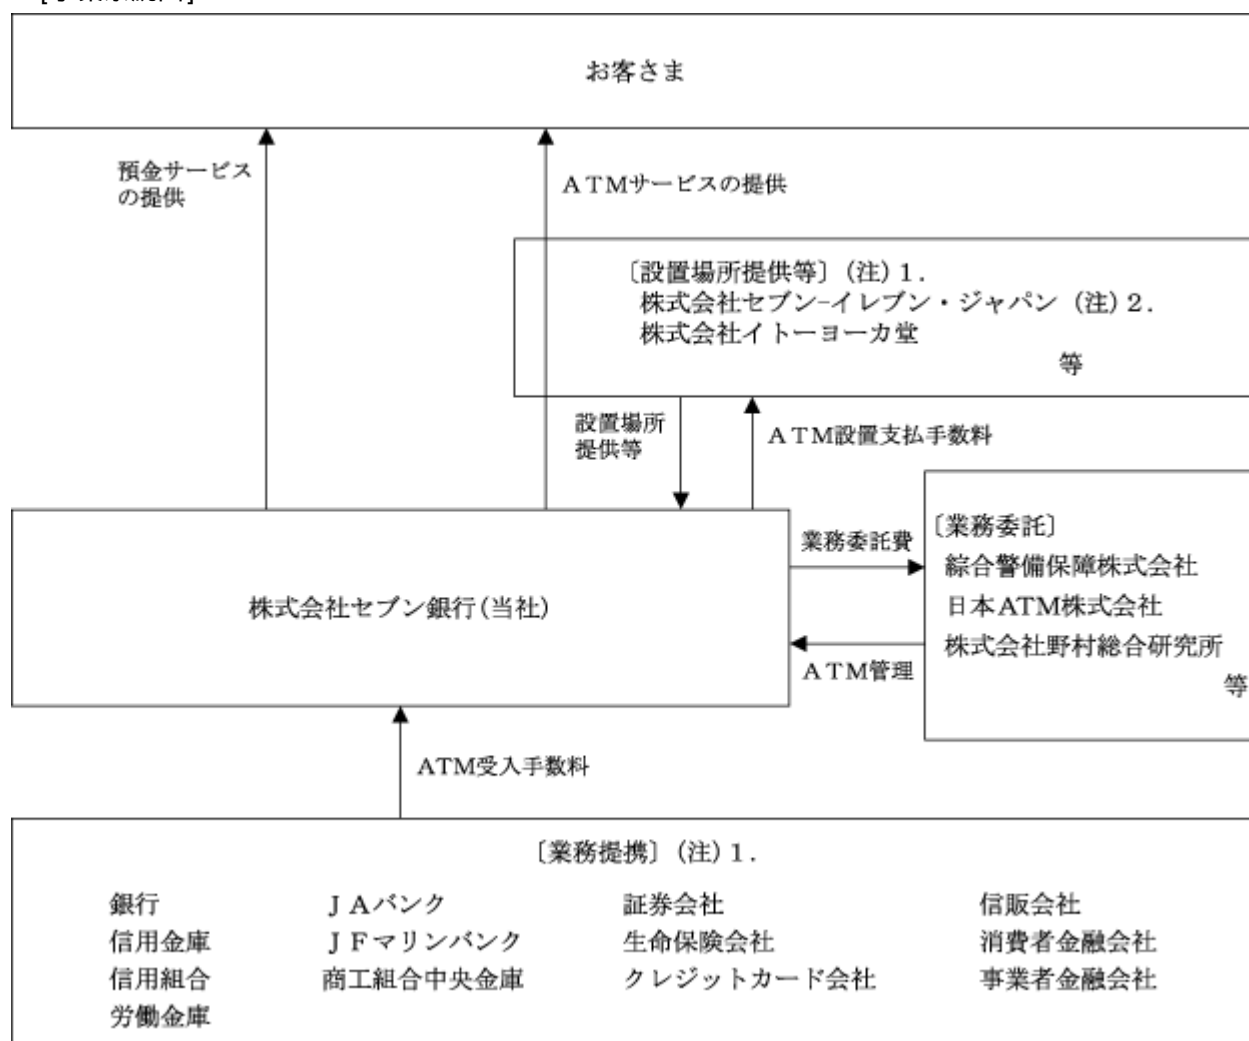 お客さま
預金サービス
の提供
ＡＴＭサービスの提供
〔設置場所提供等〕(注)１.
株式会社セブン-イレブン・ジャパン (注)２.
株式会社イトーヨーカ堂
等
設置場所
提供等
ＡＴＭ設置支払手数料
〔業務委託〕
綜合警備保障株式会社
日本ATM株式会社
株式会社野村総合研究所
等
業務委託費
ＡＴＭ管理
株式会社セブン銀行(当社)
ATM受入手数料
〔業務提携〕(注)１.
銀行 ＪＡバンク 証券会社 信販会社
信用金庫 ＪＦマリンバンク 生命保険会社 消費者金融会社
信用組合 商工組合中央金庫 クレジットカード会社 事業者金融会社
労働金庫